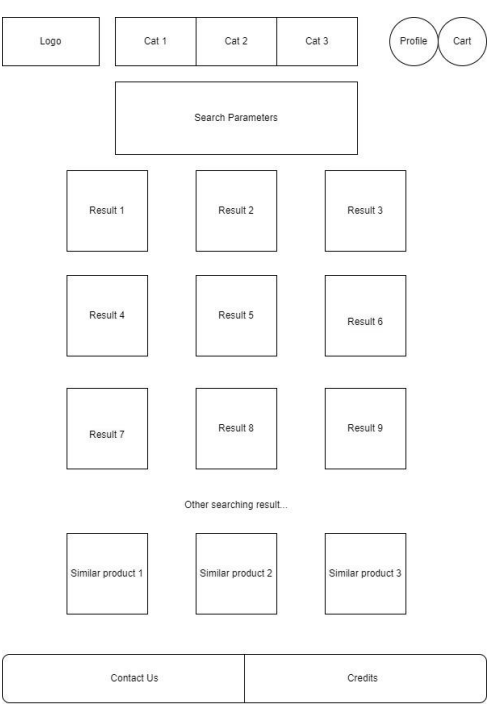 Logo
Cat 1
Cat 2
Cat 3
Profile
Cart
Search Parameters
Result 1
Result 2
Result 3
Result 4
Result 5
Result 6
Result 7
Result 8
Result 9
Other searching result...
Similar product 1
Similar product 2
Similar product 3
Contact Us
Credits